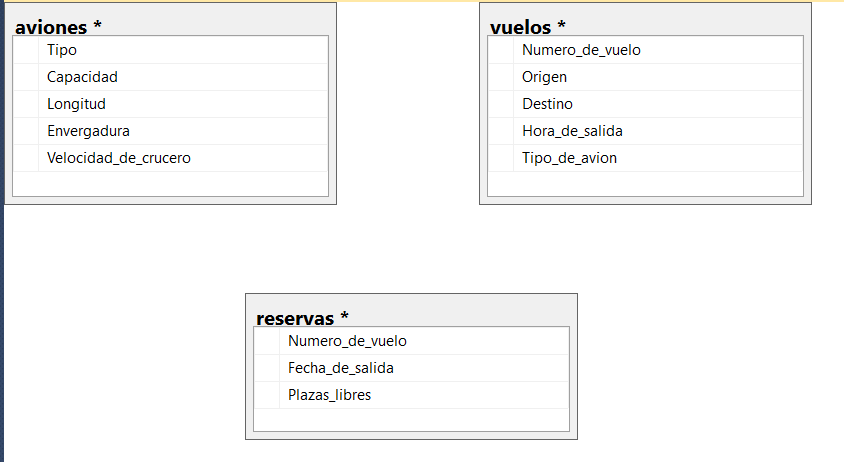 aviones *
Tipo
Capacidad
Longitud
Envergadura
Velocidad_de_crucero
vuelos *
Numero_de_vuelo
Origen
Destino
Hora_de_salida
Tipo_de_avion
reservas *
Numero_de_vuelo
Fecha_de_salida
Plazas_libres